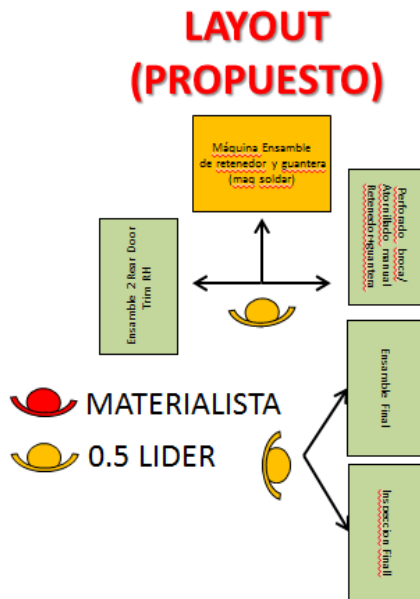 LAYOUT
(PROPUESTO)
Máquina Ensamble
de retenedor y guantera
(maq soldar)
Perforado broca/
Atornillado manual
Retenedor+guantera
Ensamble 2 Rear Door
Trim RH
Ensamble Final
MATERIALISTA
0.5 LIDER
Inspeccion Finall